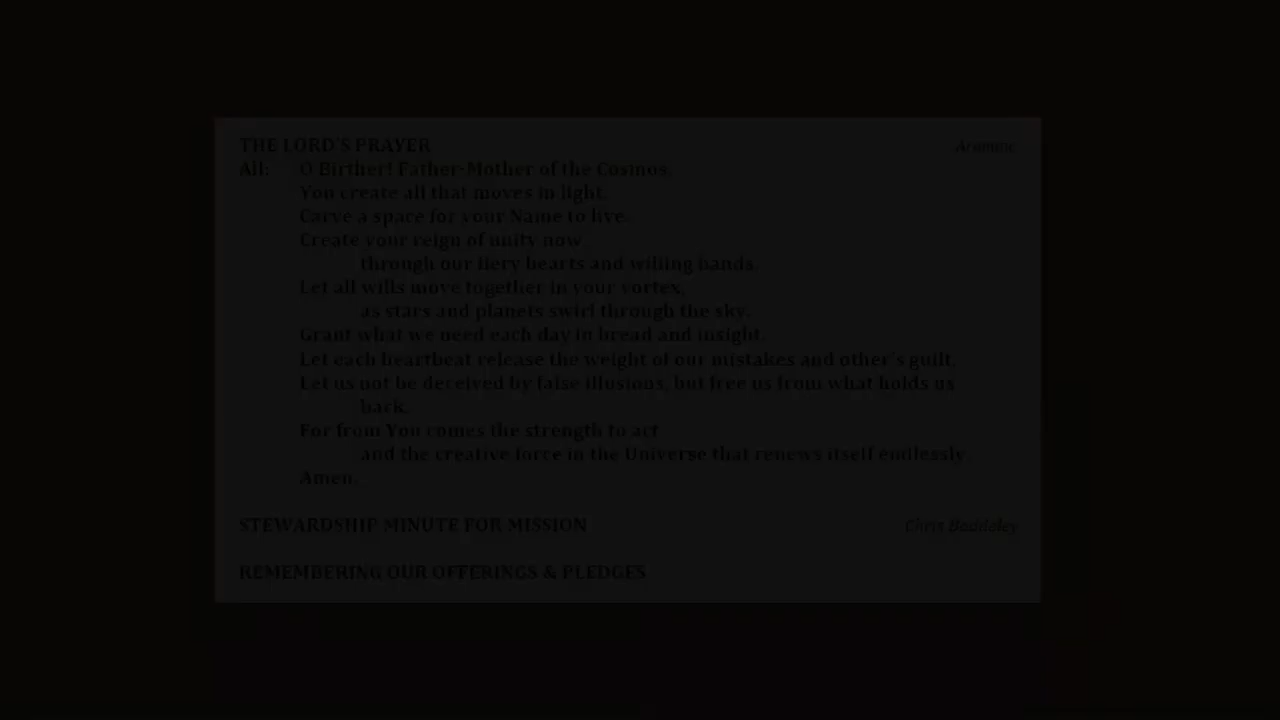 THE LORD'S PRAYER Aramaic
All: O Birther! Father-Mother of the Cosmos
You create all that moves in light.
Carve a space for your Name to live.
Create your reign of unity now
through our fiery hearts and willing hands.
Let all wills move together in your vortex,
as stars and planets swirl through the sky.
Grant what we need each day in bread and insight.
Let each heartbeat release the weight of our mistakes and other's guilt.
Let us not be deceived by false illusions, but free us from what holds us
back.
For from You comes the strength to act
and the creative force in the Universe that renews itself endlessly.
Amen.
STEWARDSHIP MINUTE FOR MISSION Chris Baddeley
REMEMBERING OUR OFFERINGS & PLEDGES